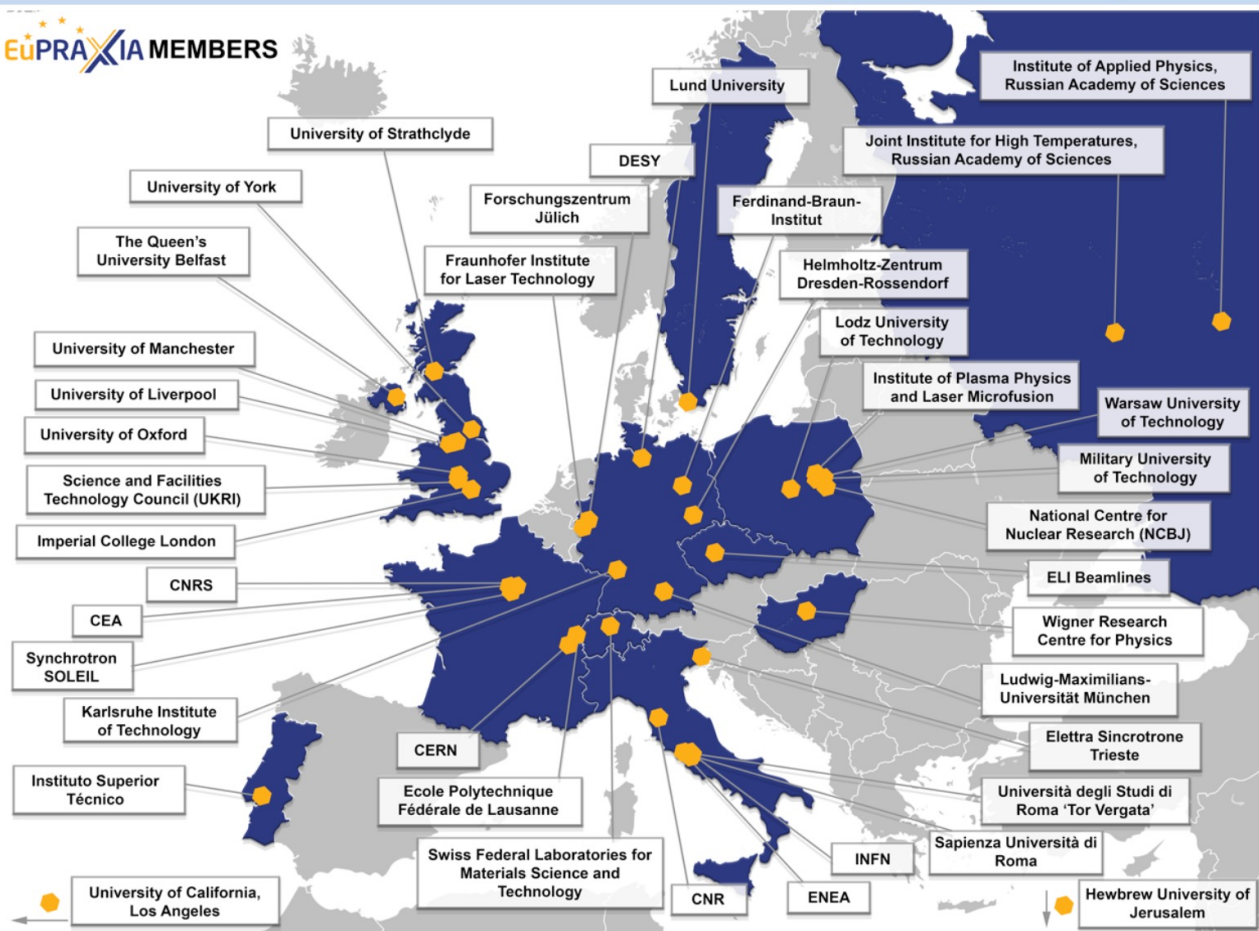 EuPRAXIA MEMBERS
Institute of Applied Physics,
Russian Academy of Sciences
Lund University
University of Strathclyde
Joint Institute for High Temperatures,
Russian Academy of Sciences
DESY
University of York
Forschungszentrum
Jülich
Ferdinand-Braun-
Institut
The Queen's
University Belfast
Fraunhofer Institute
for Laser Technology
Helmholtz-Zentrum
Dresden-Rossendorf
Lodz University
of Technology
University of Manchester
Institute of Plasma Physics
and Laser Microfusion
University of Liverpool
Warsaw University
of Technology
University of Oxford
Military University
of Technology
Science and Facilities
Technology Council (UKRI)
National Centre for
Nuclear Research (NCBJ)
Imperial College London
ELI Beamlines
CNRS
CEA
Wigner Research
Centre for Physics
Synchrotron
SOLEIL
Ludwig-Maximilians-
Universität München
Karlsruhe Institute
of Technology
CERN
Elettra Sincrotrone
Trieste
Instituto Superior
Técnico
Ecole Polytechnique
Fédérale de Lausanne
Università degli Studi di
Roma 'Tor Vergata'
Swiss Federal Laboratories for
Materials Science and
Technology
INFN
Sapienza Università di
Roma
CNR
ENEA
University of California,
Los Angeles
Hewbrew University of
Jerusalem